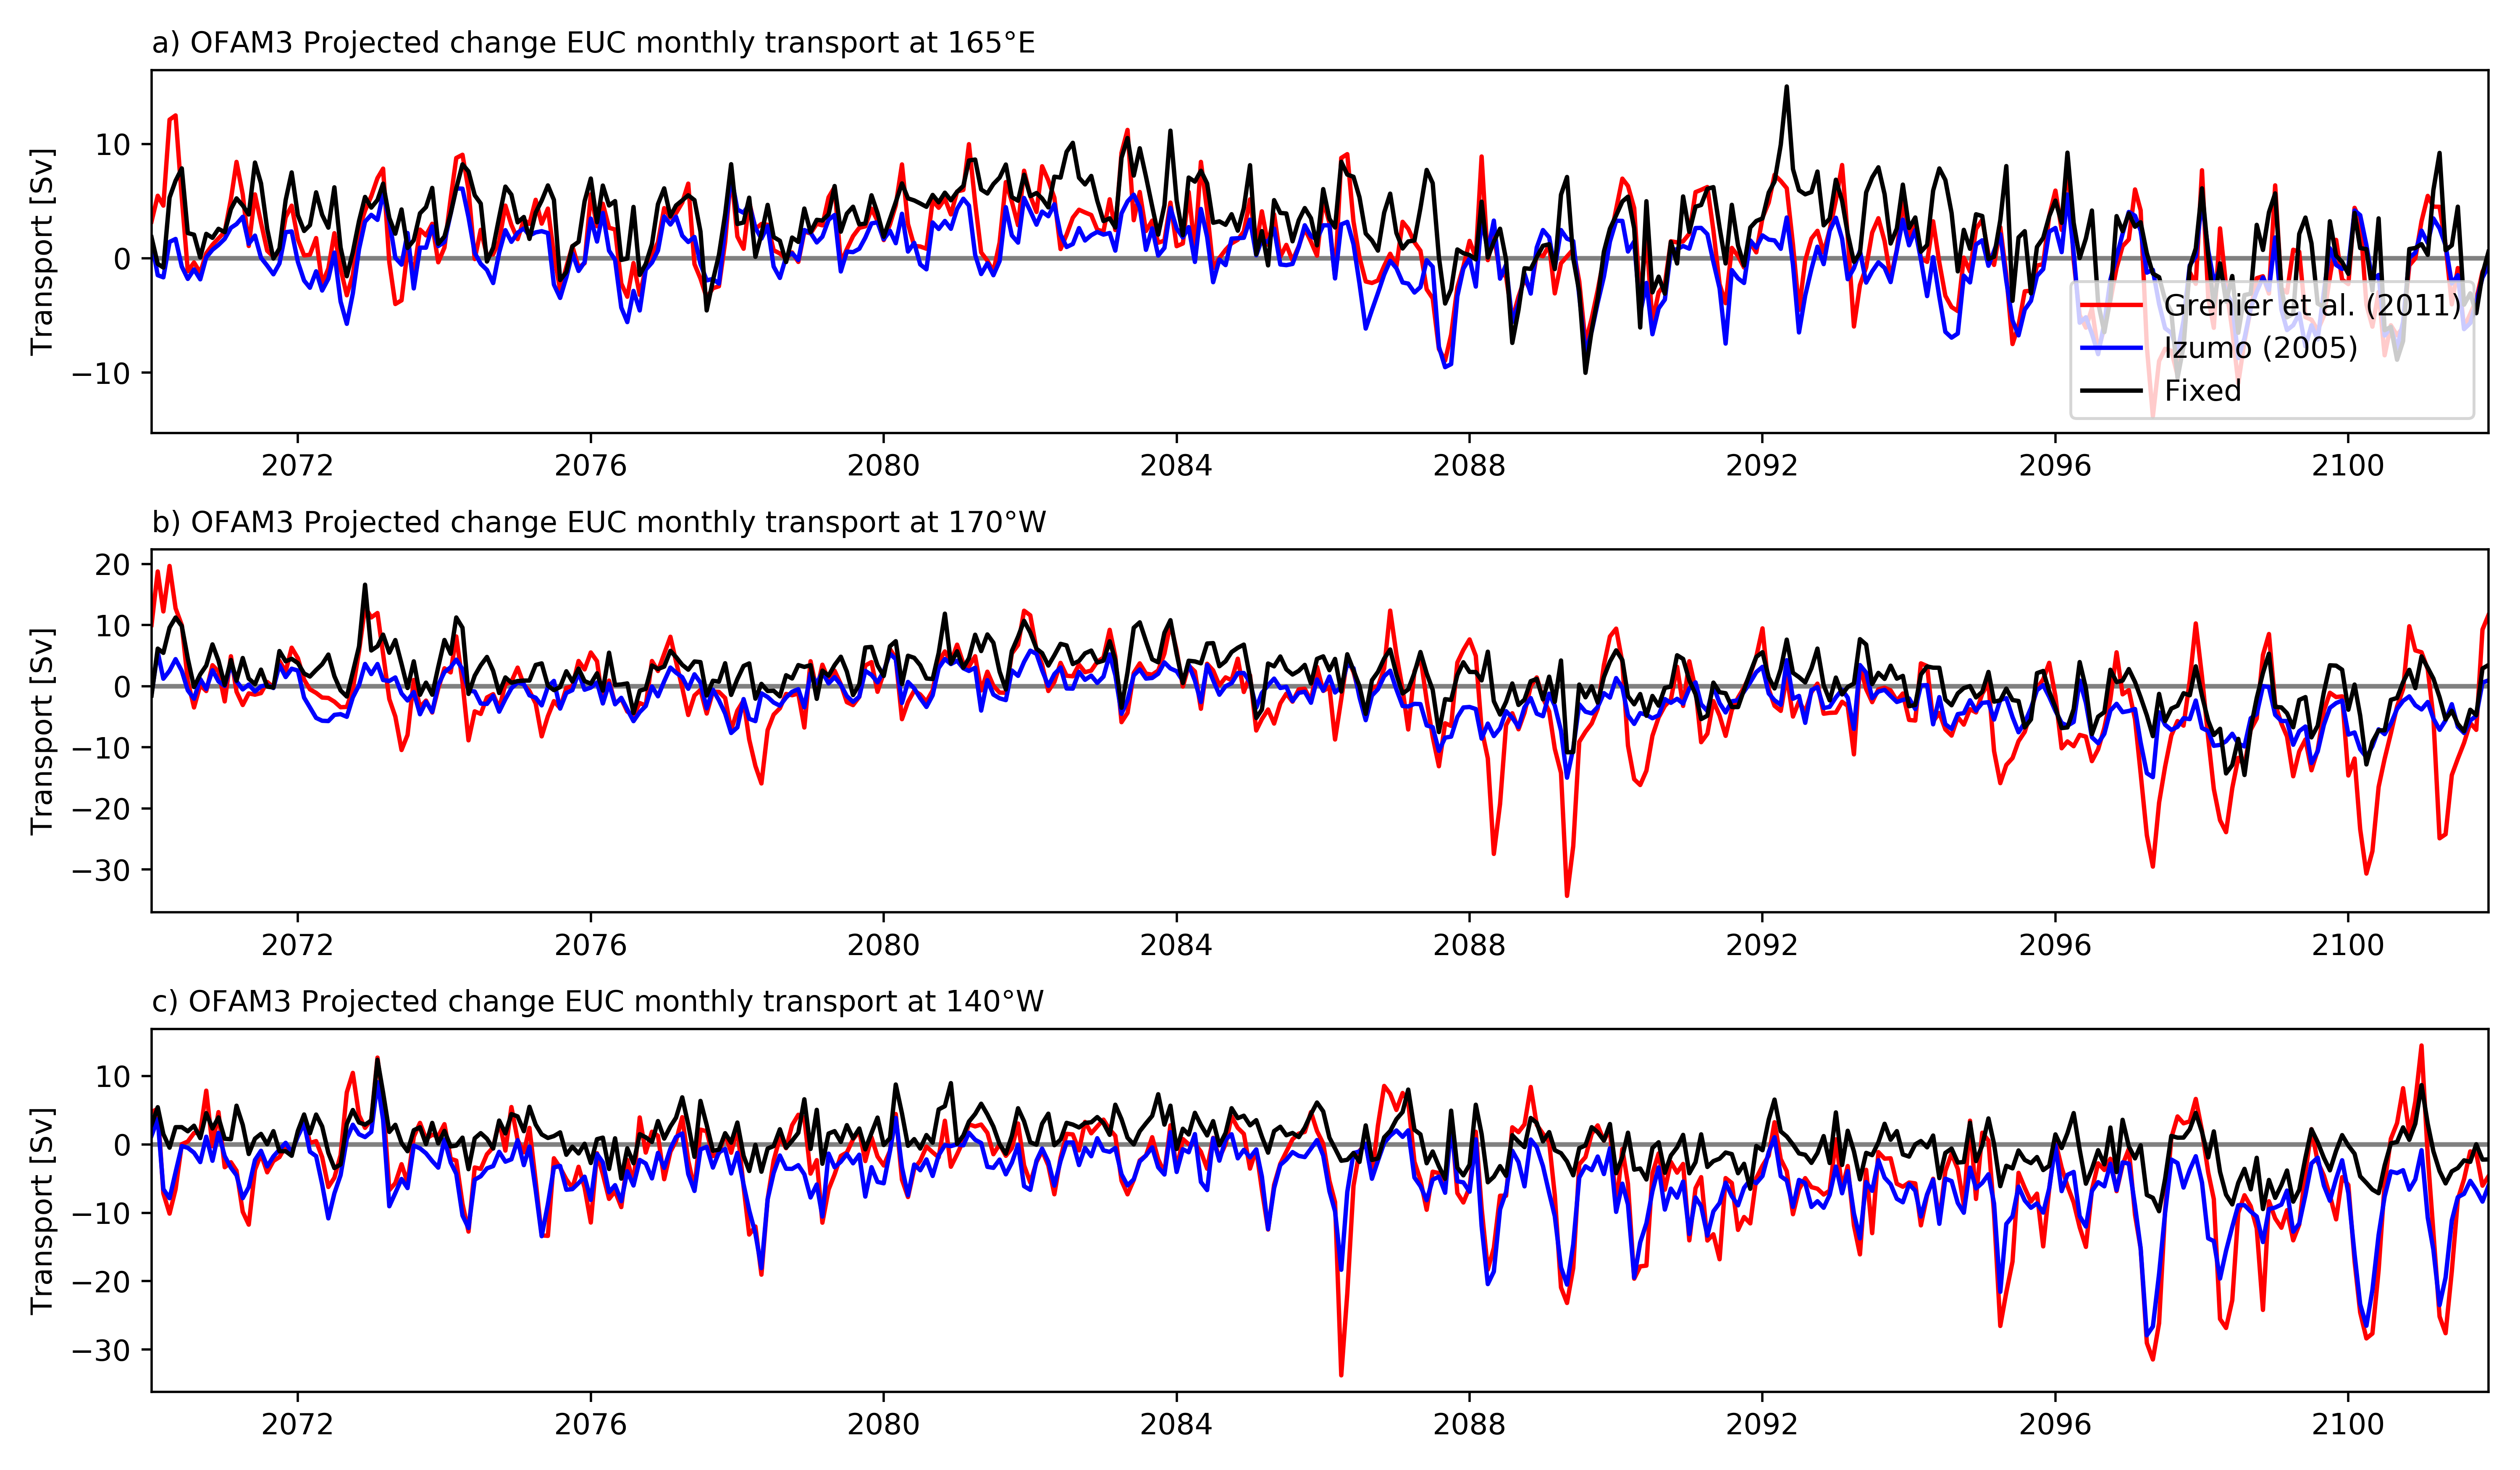 a) OFAM3 Projected change EUC monthly transport at 165°E
Transport [Sv]
10
0
−10
Grenier et al. (2011)
Izumo (2005)
Fixed
2072 2076 2080 2084 2088 2092 2096 2100
b) OFAM3 Projected change EUC monthly transport at 170°W
Transport [Sv]
20
10
0
−10
−20
−30
2072 2076 2080 2084 2088 2092 2096 2100
c) OFAM3 Projected change EUC monthly transport at 140°W
Transport [Sv]
10
0
−10
−20
−30
2072 2076 2080 2084 2088 2092 2096 2100